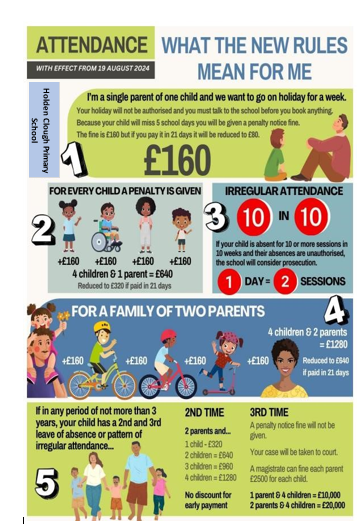 ATTENDANCE
WITH EFFECT FROM 19 AUGUST 2024
WHAT THE NEW RULES
MEAN FOR ME
Holden Clough Primary
School
1
I'm a single parent of one child and we want to go on holiday for a week.
Your holiday will not be authorised and you must talk to the school before you book anything.
Because your child will miss 5 school days you will be given a penalty notice fine.
The fine is £160 but if you pay it in 21 days it will be reduced to £80.
£160
2
FOR EVERY CHILD A PENALTY IS GIVEN
+£160 +£160 +£160 +£160
4 children & 1 parent = £640
Reduced to £320 if paid in 21 days
3
IRREGULAR ATTENDANCE
10 IN 10
If your child is absent for 10 or more sessions in
10 weeks and their absences are unauthorised,
the school will consider prosecution.
1 DAY = 2 SESSIONS
4
FOR A FAMILY OF TWO PARENTS
4 children & 2 parents
= £1280
+£160 +£160 +£160 +£160
Reduced to £640
if paid in 21 days
5
If in any period of not more than 3
years, your child has a 2nd and 3rd
leave of absence or pattern of
irregular attendance...
2ND TIME
2 parents and...
1 child - £320
2 children = £640
3 children = £960
4 children = £1280
No discount for
early payment
3RD TIME
A penalty notice fine will not be
given.
Your case will be taken to court.
A magistrate can fine each parent
£2500 for each child.
1 parent & 4 children = £10,000
2 parents & 4 children = £20,000